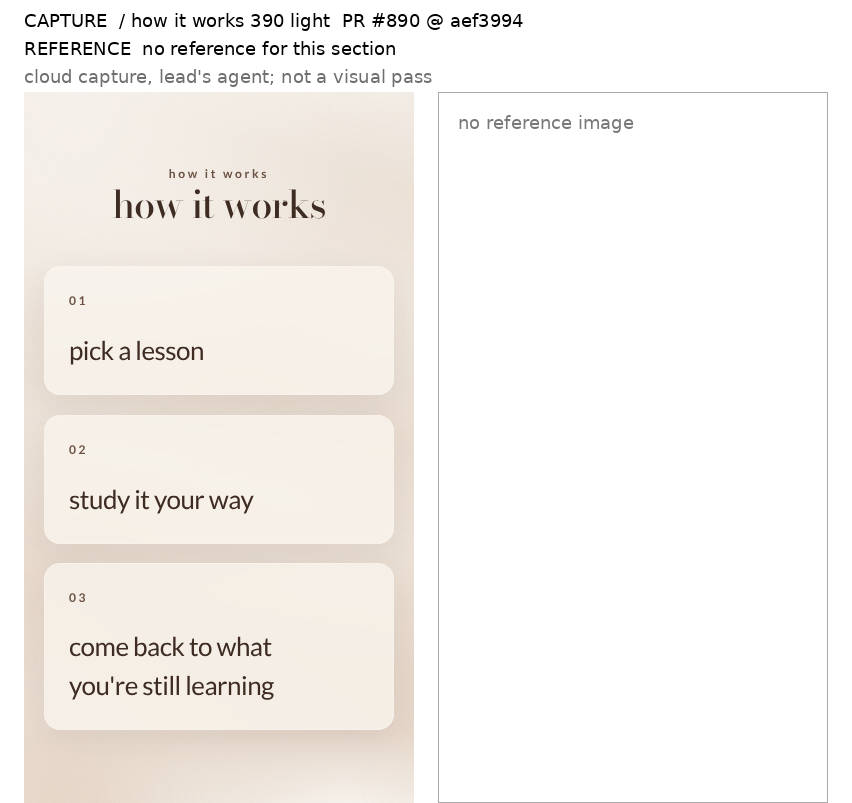 CAPTURE / how it works 390 light PR #890 @ aef3994
REFERENCE no reference for this section
cloud capture, lead's agent; not a visual pass
no reference image
how it works
how it works
01
pick a lesson
02
study it your way
03
come back to what
you're still learning